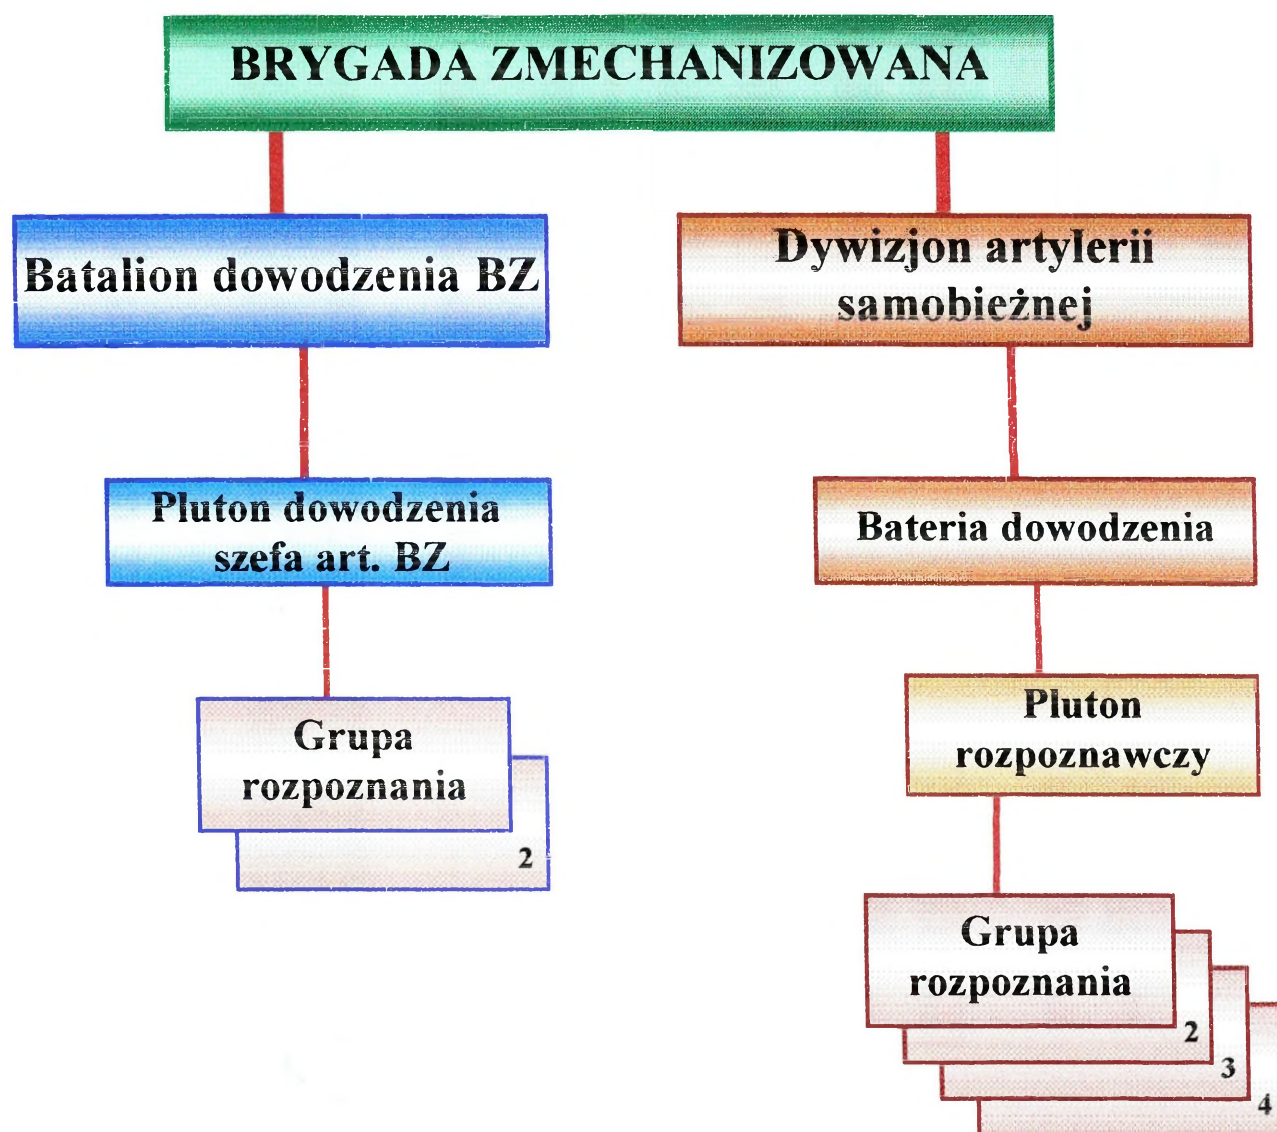 BRYGADA ZMECHANIZOWANA
Batalion dowodzenia BZ
Dywizjon artylerii
samobieżnej
Pluton dowodzenia
szefa art. BZ
Bateria dowodzenia
Grupa
rozpoznania
2
Pluton
rozpoznawczy
Grupa
rozpoznania
2
3
4